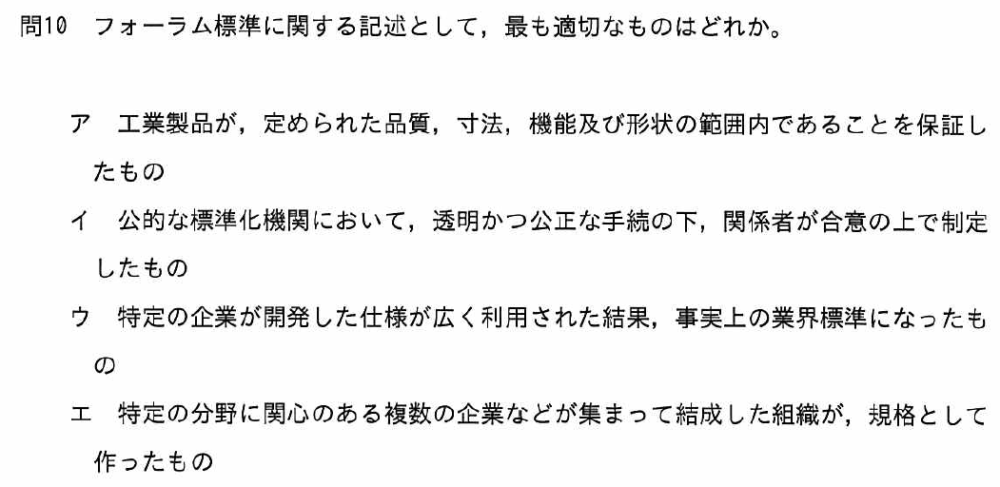 問10 フォーラム標準に関する記述として，最も適切なものはどれか。
ア 工業製品が，定められた品質，寸法，機能及び形状の範囲内であることを保証し
たもの
イ 公的な標準化機関において，透明かつ公正な手続の下，関係者が合意の上で制定
したもの
ウ 特定の企業が開発した仕様が広く利用された結果，事実上の業界標準になったも
の
エ 特定の分野に関心のある複数の企業などが集まって結成した組織が，規格として
作ったもの